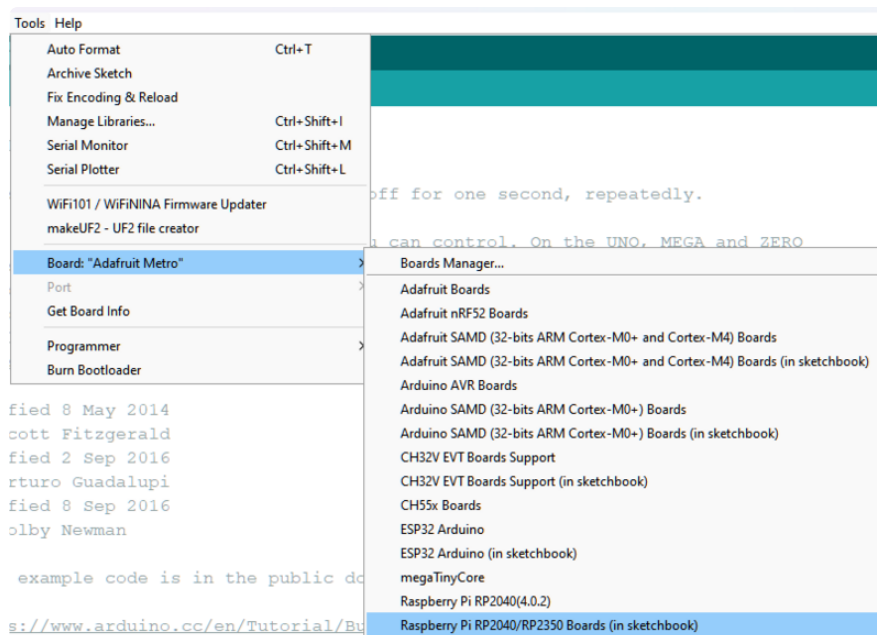 Tools Help
Auto Format Ctrl+T
Archive Sketch
Fix Encoding & Reload
Manage Libraries... Ctrl+Shift+I
Serial Monitor Ctrl+Shift+M
Serial Plotter Ctrl+Shift+L
off for one second, repeatedly.
WiFi101 / WiFiNINA Firmware Updater
makeUF2 - UF2 file creator
can control. On the UNO, MEGA and ZERO
Board: "Adafruit Metro"
Port
Get Board Info
Programmer
Burn Bootloader
Boards Manager...
Adafruit Boards
Adafruit nRF52 Boards
Adafruit SAMD (32-bits ARM Cortex-M0+ and Cortex-M4) Boards
Adafruit SAMD (32-bits ARM Cortex-M0+ and Cortex-M4) Boards (in sketchbook)
Arduino AVR Boards
Arduino SAMD (32-bits ARM Cortex-M0+) Boards
Arduino SAMD (32-bits ARM Cortex-M0+) Boards (in sketchbook)
CH32V EVT Boards Support
CH32V EVT Boards Support (in sketchbook)
CH55x Boards
ESP32 Arduino
ESP32 Arduino (in sketchbook)
megaTinyCore
Raspberry Pi RP2040(4.0.2)
Raspberry Pi RP2040/RP2350 Boards (in sketchbook)
fied 8 May 2014
cott Fitzgerald
fied 2 Sep 2016
rturo Guadalupi
fied 8 Sep 2016
olby Newman
example code is in the public do
s://www.arduino.cc/en/Tutorial/Bu